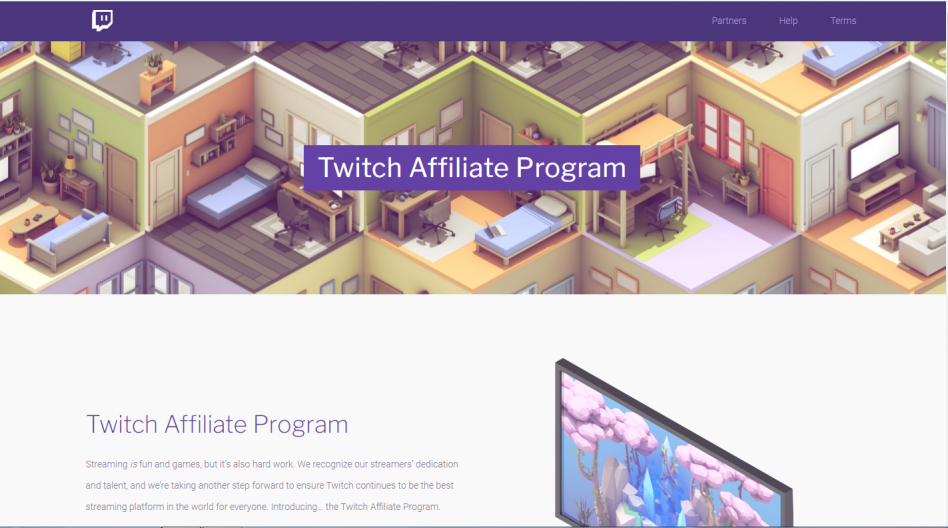 Partners Help Terms
Twitch Affiliate Program
Twitch Affiliate Program
Streaming is fun and games, but it's also hard work. We recognize our streamers' dedication
and talent, and we're taking another step forward to ensure Twitch continues to be the best
streaming platform in the world for everyone. Introducing... the Twitch Affiliate Program.